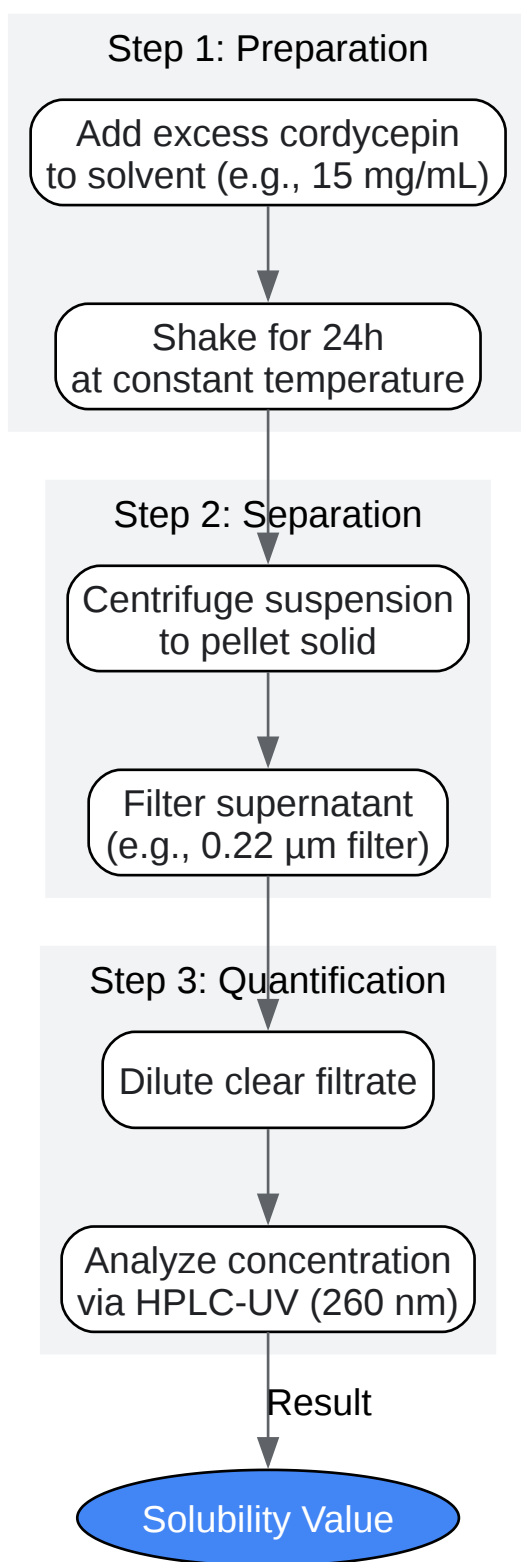 Step 1: Preparation
Add excess cordycepin
to solvent (e.g., 15 mg/mL)
Shake for 24h
at constant temperature
Step 2: Separation
Centrifuge suspension
to pellet solid
Filter supernatant
(e.g., 0.22 µm filter)
Step 3: Quantification
Dilute clear filtrate
Analyze concentration
via HPLC-UV (260 nm)
Result
Solubility Value